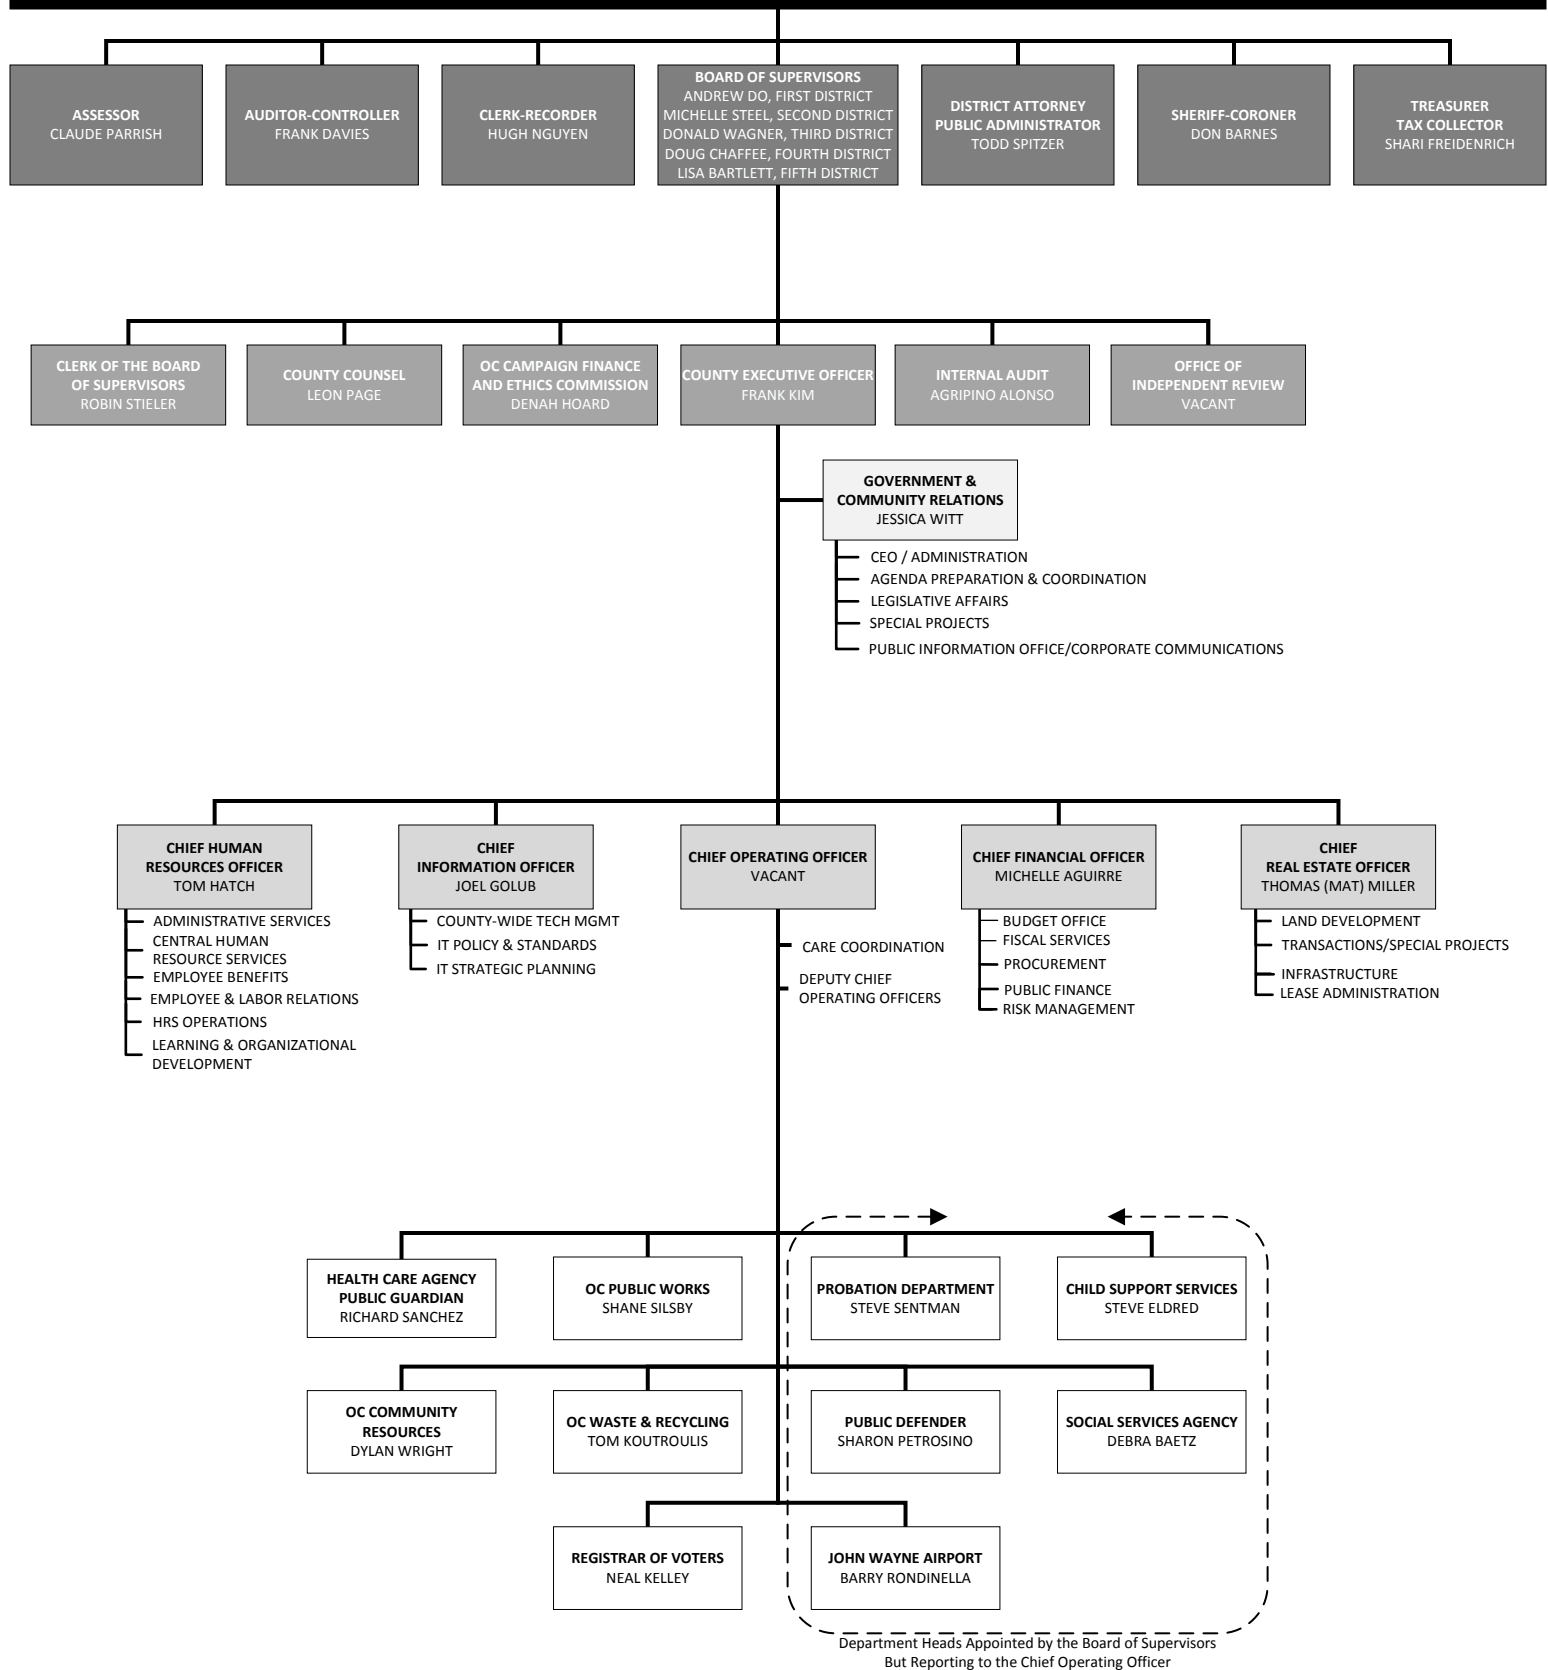 ASSESSOR
CLAUDE PARRISH
AUDITOR-CONTROLLER
FRANK DAVIES
CLERK-RECORDER
HUGH NGUYEN
BOARD OF SUPERVISORS
ANDREW DO, FIRST DISTRICT
MICHELLE STEEL, SECOND DISTRICT
DONALD WAGNER, THIRD DISTRICT
DOUG CHAFFEE, FOURTH DISTRICT
LISA BARTLETT, FIFTH DISTRICT
DISTRICT ATTORNEY
PUBLIC ADMINISTRATOR
TODD SPITZER
SHERIFF-CORONER
DON BARNES
TREASURER
TAX COLLECTOR
SHARI FREIDENRICH
CLERK OF THE BOARD
OF SUPERVISORS
ROBIN STIELER
COUNTY COUNSEL
LEON PAGE
OC CAMPAIGN FINANCE
AND ETHICS COMMISSION
DENAH HOARD
COUNTY EXECUTIVE OFFICER
FRANK KIM
INTERNAL AUDIT
AGRIPINO ALONSO
OFFICE OF
INDEPENDENT REVIEW
VACANT
GOVERNMENT &
COMMUNITY RELATIONS
JESSICA WITT
CEO / ADMINISTRATION
AGENDA PREPARATION & COORDINATION
LEGISLATIVE AFFAIRS
SPECIAL PROJECTS
PUBLIC INFORMATION OFFICE/CORPORATE COMMUNICATIONS
CHIEF HUMAN
RESOURCES OFFICER
TOM HATCH
ADMINISTRATIVE SERVICES
CENTRAL HUMAN
RESOURCE SERVICES
EMPLOYEE BENEFITS
EMPLOYEE & LABOR RELATIONS
HRS OPERATIONS
LEARNING & ORGANIZATIONAL
DEVELOPMENT
CHIEF
INFORMATION OFFICER
JOEL GOLUB
COUNTY-WIDE TECH MGMT
IT POLICY & STANDARDS
IT STRATEGIC PLANNING
CHIEF OPERATING OFFICER
VACANT
CARE COORDINATION
DEPUTY CHIEF
OPERATING OFFICERS
CHIEF FINANCIAL OFFICER
MICHELLE AGUIRRE
BUDGET OFFICE
FISCAL SERVICES
PROCUREMENT
PUBLIC FINANCE
RISK MANAGEMENT
CHIEF
REAL ESTATE OFFICER
THOMAS (MAT) MILLER
LAND DEVELOPMENT
TRANSACTIONS/SPECIAL PROJECTS
INFRASTRUCTURE
LEASE ADMINISTRATION
HEALTH CARE AGENCY
PUBLIC GUARDIAN
RICHARD SANCHEZ
OC PUBLIC WORKS
SHANE SILSBY
PROBATION DEPARTMENT
STEVE SENTMAN
CHILD SUPPORT SERVICES
STEVE ELDRED
OC COMMUNITY
RESOURCES
DYLAN WRIGHT
OC WASTE & RECYCLING
TOM KOUTROULIS
PUBLIC DEFENDER
SHARON PETROSINO
SOCIAL SERVICES AGENCY
DEBRA BAETZ
REGISTRAR OF VOTERS
NEAL KELLEY
JOHN WAYNE AIRPORT
BARRY RONDINELLA
Department Heads Appointed by the Board of Supervisors
But Reporting to the Chief Operating Officer